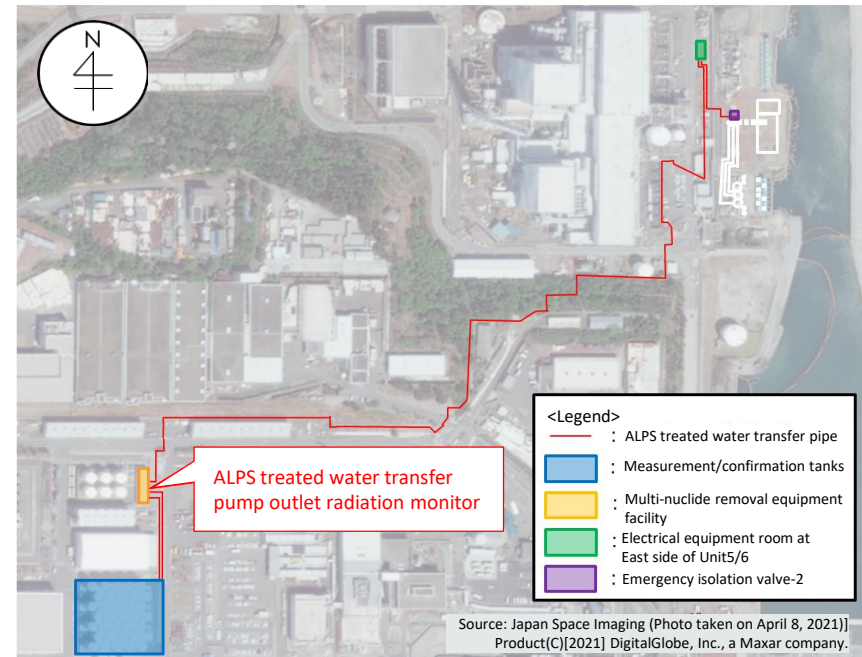 N
ALPS treated water transfer
pump outlet radiation monitor
<Legend>
: ALPS treated water transfer pipe
: Measurement/confirmation tanks
: Multi-nuclide removal equipment
facility
: Electrical equipment room at
East side of Unit5/6
: Emergency isolation valve-2
Source: Japan Space Imaging (Photo taken on April 8, 2021)]
Product(C)[2021] DigitalGlobe, Inc., a Maxar company.